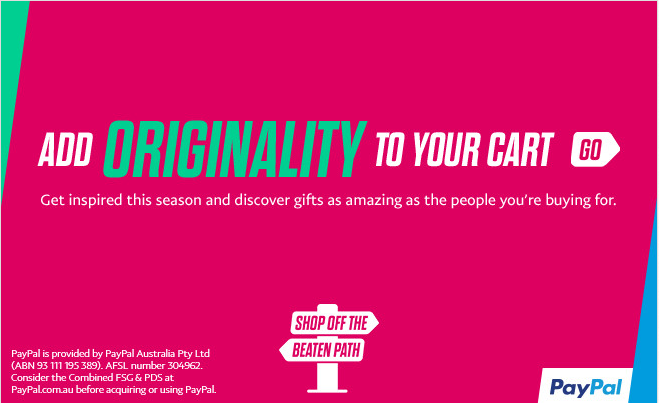 ADD ORIGINALITY TO YOUR CART GO
Get inspired this season and discover gifts as amazing as the people you're buying for.
SHOP OFF THE
BEATEN PATH
PayPal is provided by PayPal Australia Pty Ltd
(ABN 93 111 195 389). AFSL number 304962.
Consider the Combined FSG & PDS at
PayPal.com.au before acquiring or using PayPal.
PayPal